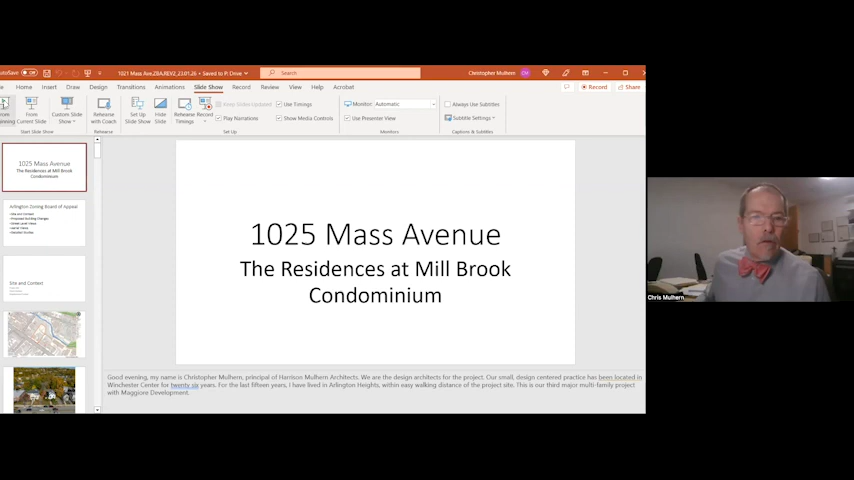 AutoSave Off
1021 Mass Ave.ZBA.REV2_23.01.26 • Saved to P: Drive
Search
Christopher Mulhern
CM
Home Insert Draw Design Transitions Animations Slide Show Record Review View Help Acrobat
Record
Share
From Current Slide
Custom Slide Show
Rehearse with Coach
Set Up Slide Show
Hide Slide
Rehearse Timings
Record
Keep Slides Updated
Play Narrations
Use Timings
Show Media Controls
Monitor: Automatic
Use Presenter View
Always Use Subtitles
Subtitle Settings
Start Slide Show
Rehearse
Set Up
Monitors
Captions & Subtitles
1025 Mass Avenue
The Residences at Mill Brook
Condominium
Arlington Zoning Board of Appeal
Site and Context
1025 Mass Avenue
The Residences at Mill Brook
Condominium
Good evening, my name is Christopher Mulhern, principal of Harrison Mulhern Architects. We are the design architects for the project. Our small, design centered practice has been located in
Winchester Center for twenty six years. For the last fifteen years, I have lived in Arlington Heights, within easy walking distance of the project site. This is our third major multi-family project
with Maggiore Development.
Chris Mulhern